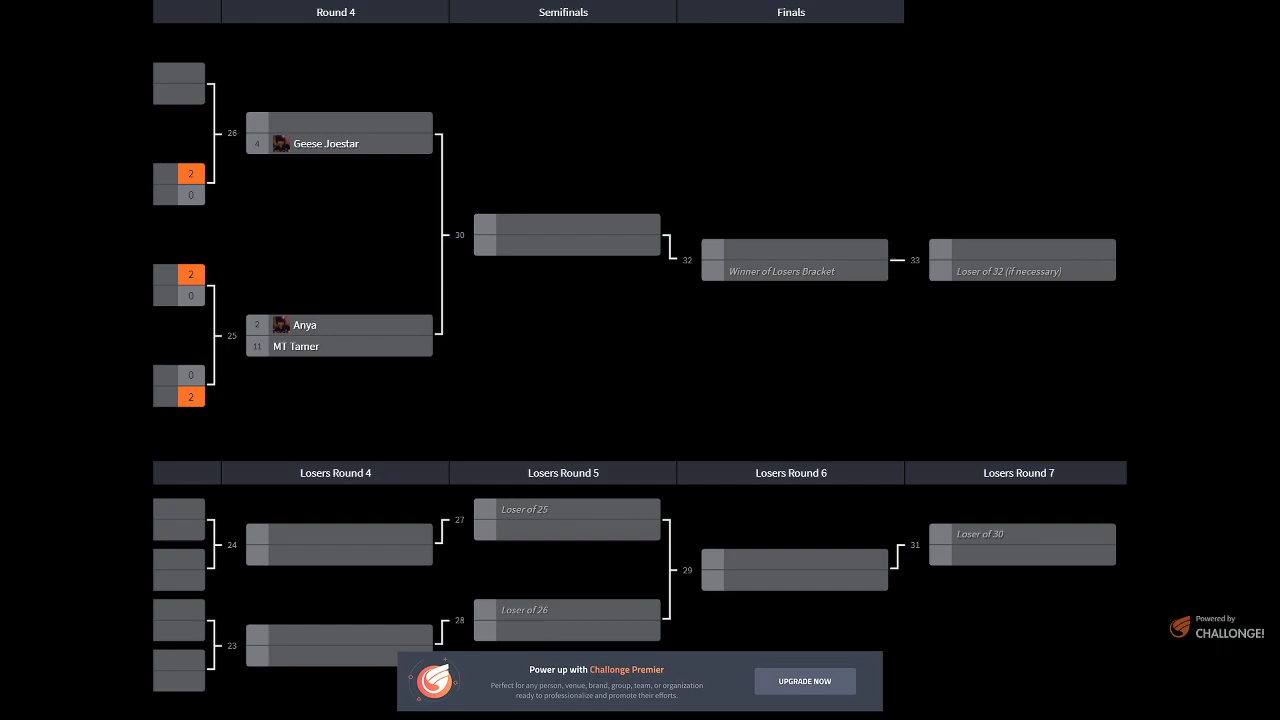 Round 4
Semifinals
Finals
26
4 Geese Joestar
2
0
30
32
Winner of Losers Bracket
33
Loser of 32 (if necessary)
2
0
25
2 Anya
11 MT Tamer
0
2
Losers Round 4
Losers Round 5
Losers Round 6
Losers Round 7
27
Loser of 25
24
31
Loser of 30
29
28
Loser of 26
23
Powered by
CHALLONGE!
Power up with Challonge Premier
Perfect for any person, venue, brand, group, team, or organization
ready to professionalize and promote their efforts.
UPGRADE NOW